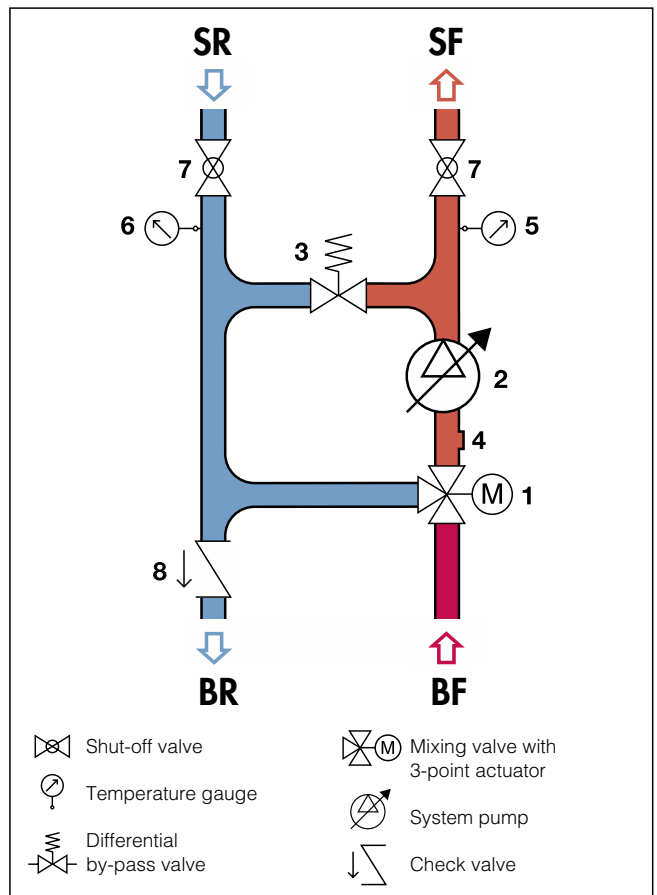 SR SF
7 7
6 3 5
2
4
M 1
8
BR BF
Shut-off valve
Temperature gauge
Differential
by-pass valve
M Mixing valve with
3-point actuator
System pump
Check valve